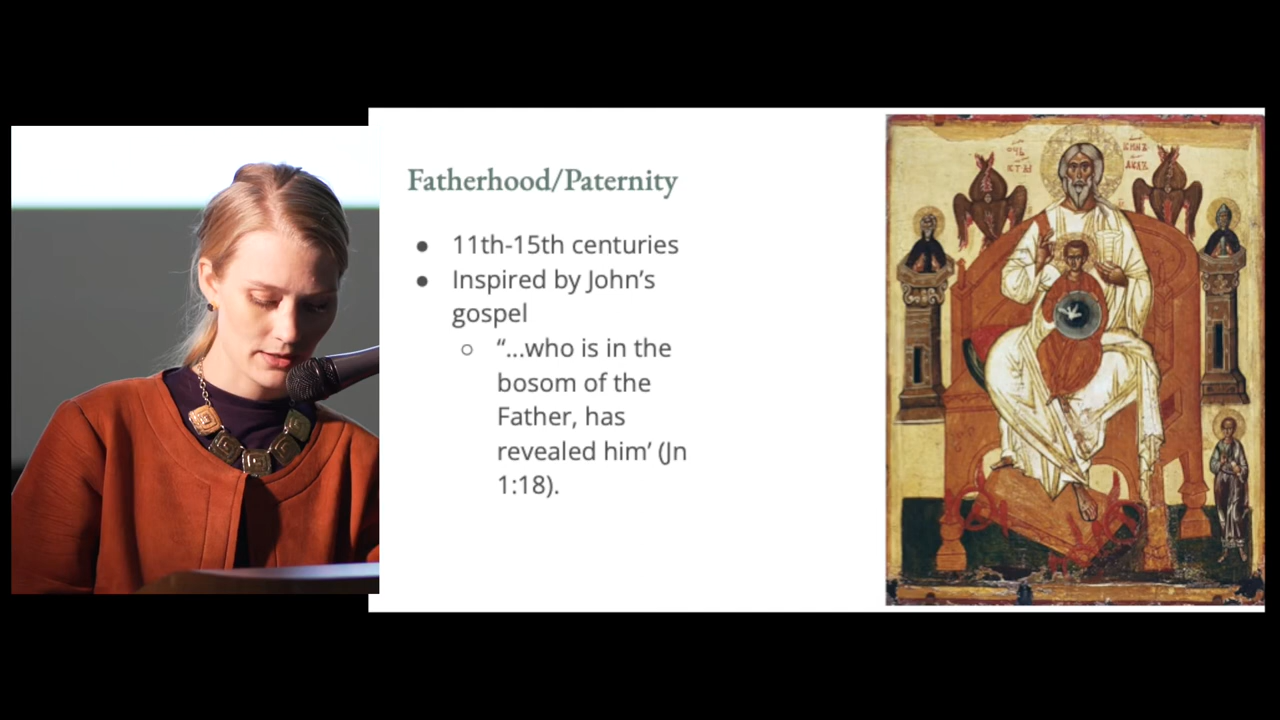 Fatherhood/Paternity
● 11th-15th centuries
● Inspired by John’s
gospel
○ “...who is in the
bosom of the
Father, has
revealed him’ (Jn
1:18).